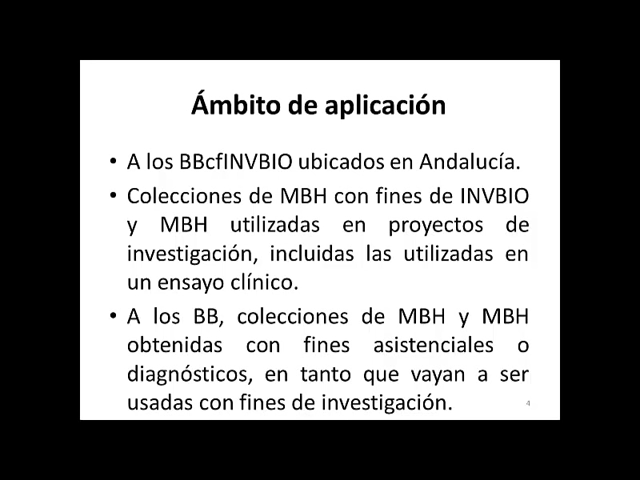 Ámbito de aplicación
• A los BBcfINVBIO ubicados en Andalucía.
• Colecciones de MBH con fines de INVBIO
y MBH utilizadas en proyectos de
investigación, incluidas las utilizadas en
un ensayo clínico.
• A los BB, colecciones de MBH y MBH
obtenidas con fines asistenciales o
diagnósticos, en tanto que vayan a ser
usadas con fines de investigación.
4